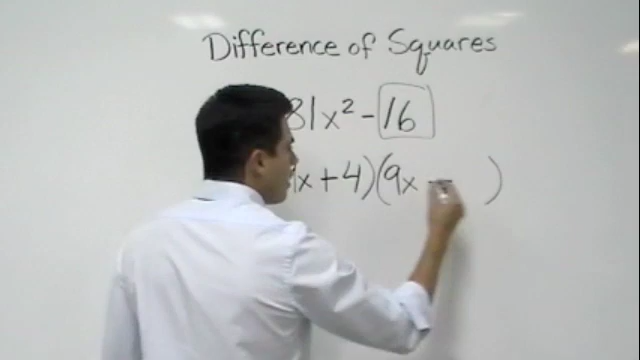 Difference of Squares
81x² - 16
x + 4)(9x - )